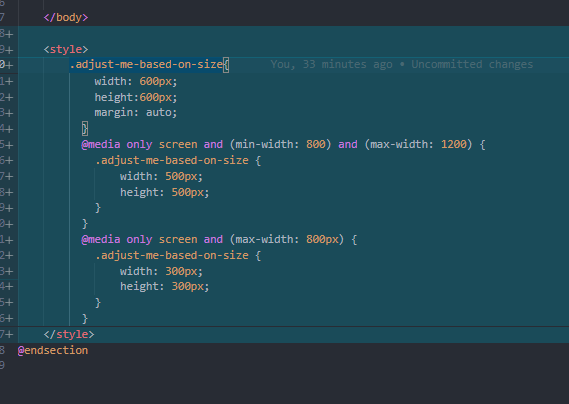 7 </body>
8+
9+ <style>
0+ .adjust-me-based-on-size{ You, 33 minutes ago • Uncommitted changes
1+ width: 600px;
2+ height:600px;
3+ margin: auto;
4+ }
5+ @media only screen and (min-width: 800) and (max-width: 1200) {
6+ .adjust-me-based-on-size {
7+ width: 500px;
8+ height: 500px;
9+ }
0+ }
1+ @media only screen and (max-width: 800px) {
2+ .adjust-me-based-on-size {
3+ width: 300px;
4+ height: 300px;
5+ }
6+ }
7+ </style>
8 @endsection
9